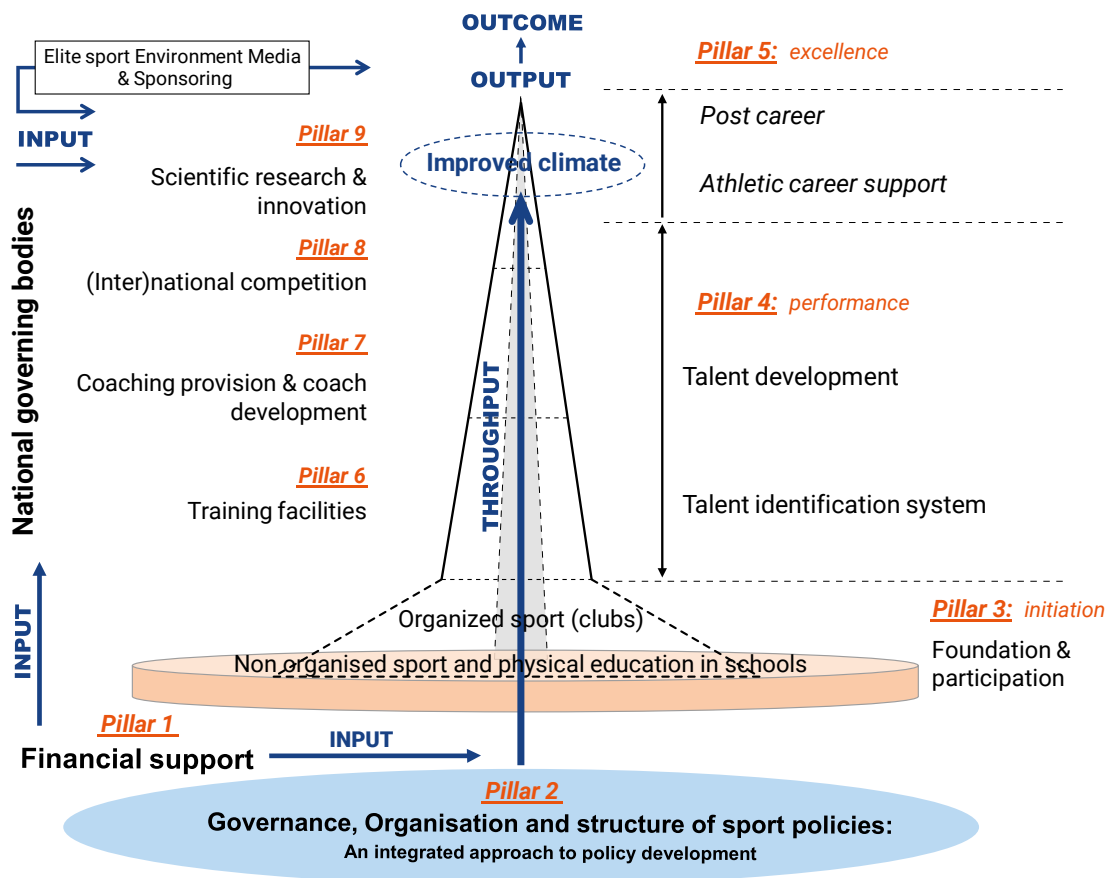 OUTCOME
Elite sport Environment Media
& Sponsoring
OUTPUT
Pillar 5: excellence
INPUT
Pillar 9
Scientific research &
innovation
Improved climate
Post career
Athletic career support
National governing bodies
Pillar 8
(Inter)national competition
Pillar 4: performance
Pillar 7
Coaching provision & coach
development
THROUGHPUT
Talent development
Pillar 6
Training facilities
Talent identification system
INPUT
Organized sport (clubs)
Non organised sport and physical education in schools
Pillar 3: initiation
Foundation &
participation
Pillar 1
Financial support
INPUT
Pillar 2
Governance, Organisation and structure of sport policies:
An integrated approach to policy development